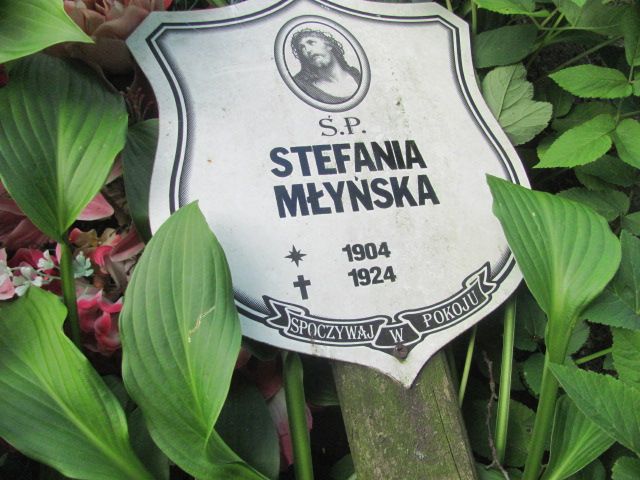 Ś.P.
STEFANIA
MŁYŃSKA
1904
1924
SPOCZYWAJ W POKOJU